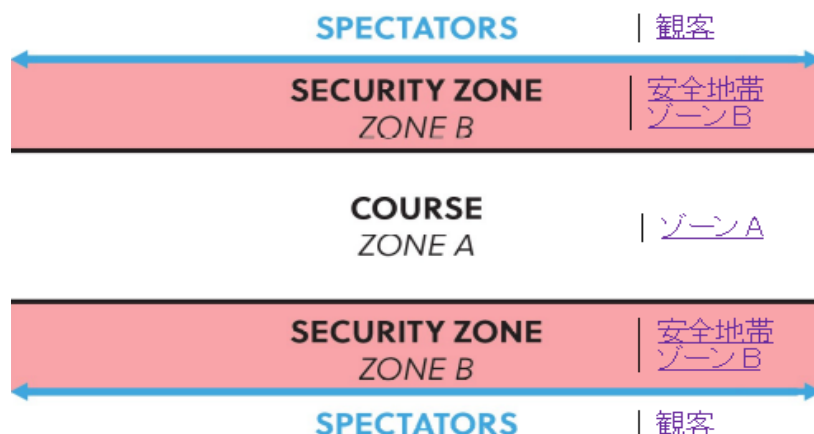 SPECTATORS | 観客
SECURITY ZONE | 安全地帯
ZONE B ゾーンB
COURSE | ゾーンA
ZONE A
SECURITY ZONE | 安全地帯
ZONE B ゾーンB
SPECTATORS | 観客